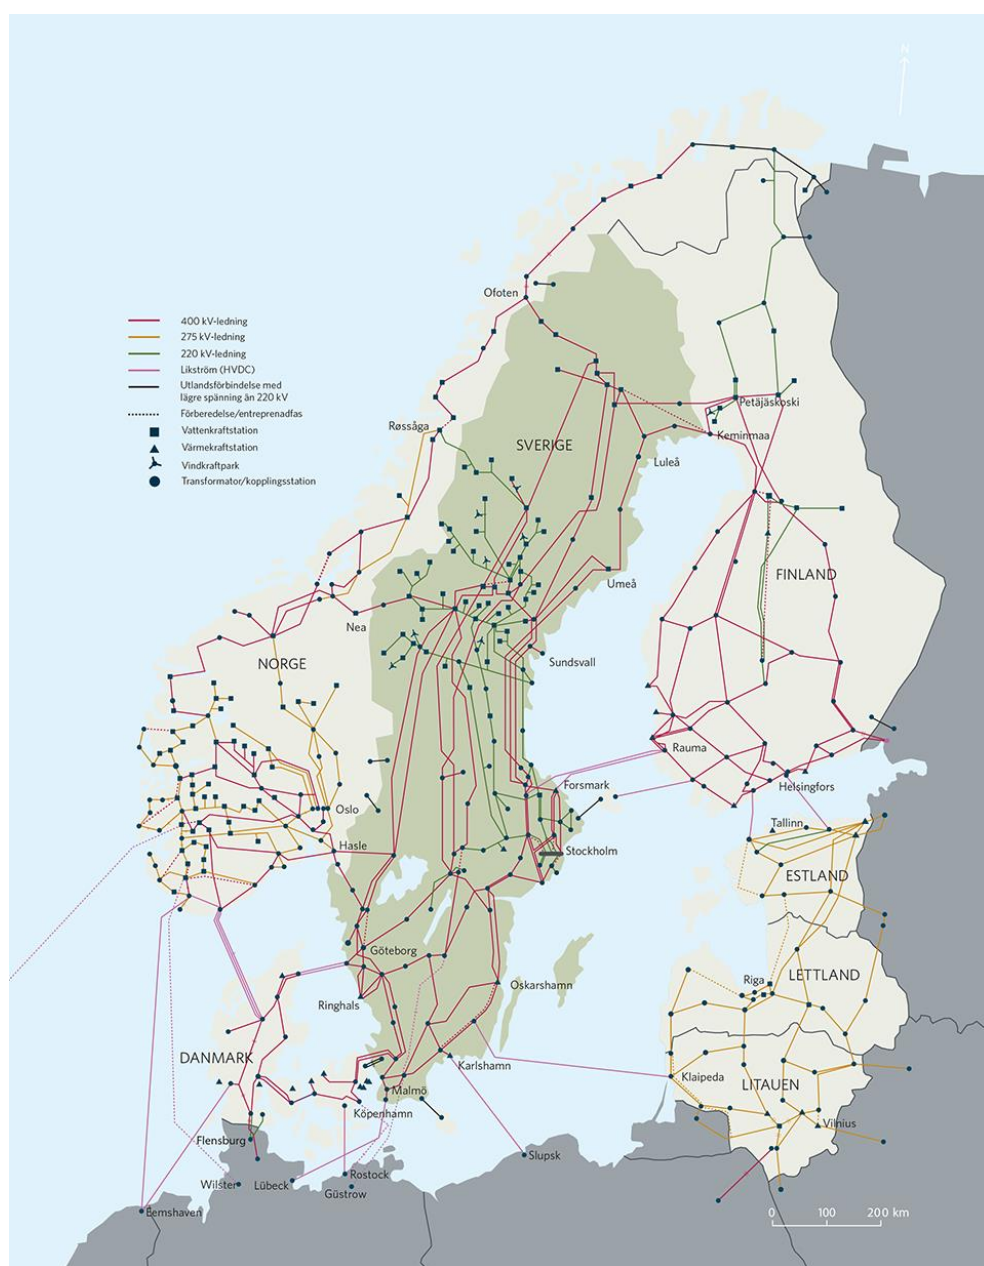 N
Ofoten
400 kV-ledning
275 kV-ledning
220 kV-ledning
Likström (HVDC)
Utlandsförbindelse med
lägre spänning än 220 kV
Förberedelse/entreprenadfas
Vattenkraftstation
Värmekraftstation
Vindkraftpark
Transformator/kopplingsstation
Petäjäskoski
Røssåga
Keminmaa
SVERIGE
Luleå
FINLAND
Umeå
Nea
NORGE
Sundsvall
Rauma
Forsmark
Helsingfors
Oslo
Tallinn
Hasle
Stockholm
ESTLAND
Göteborg
LETTLAND
Riga
Oskarshamn
Ringhals
DANMARK
Karlshamn
Klaipeda
LITAUEN
Malmö
Köpenhamn
Vilnius
Flensburg
Slupsk
Rostock
Wilster
Lübeck
Güstrow
Eemshaven
0 100 200 km